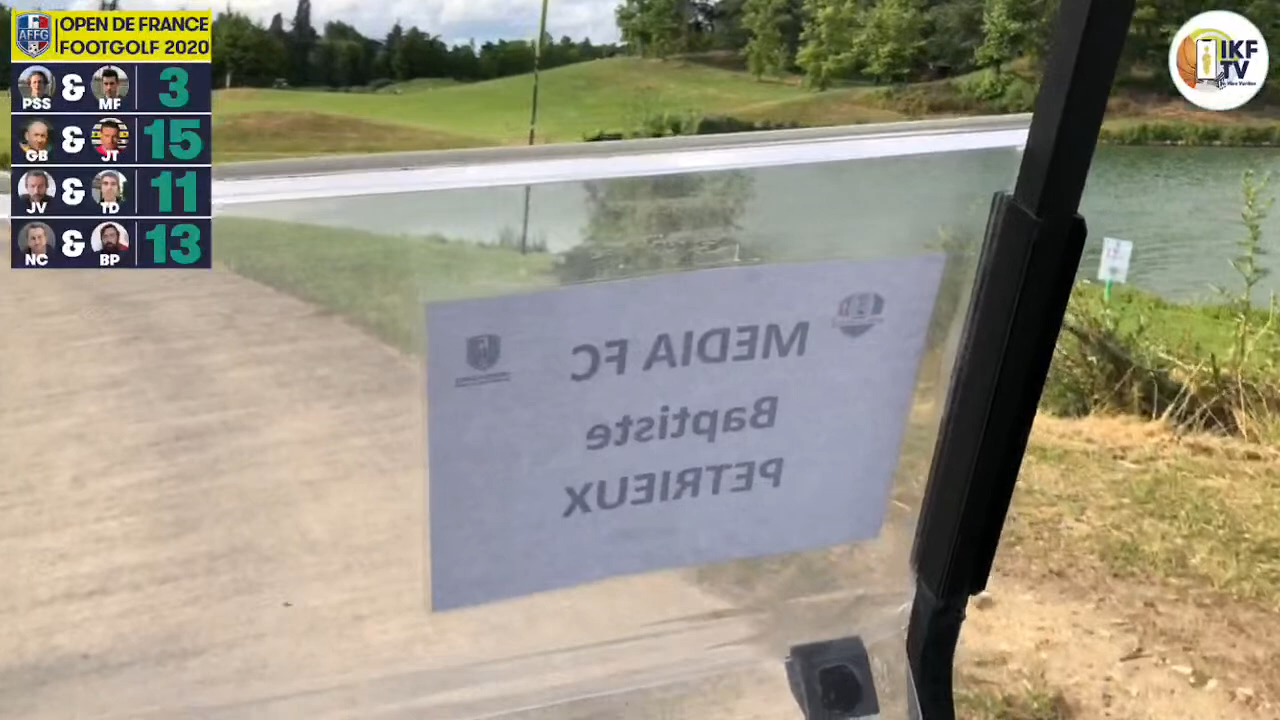 AFFG
OPEN DE FRANCE
FOOTGOLF 2020
PSS & MF 3
GB & JT 15
JV & TD 11
NC & BP 13
IKF
TV
MEDIA FC
Baptiste
PETRIEUX